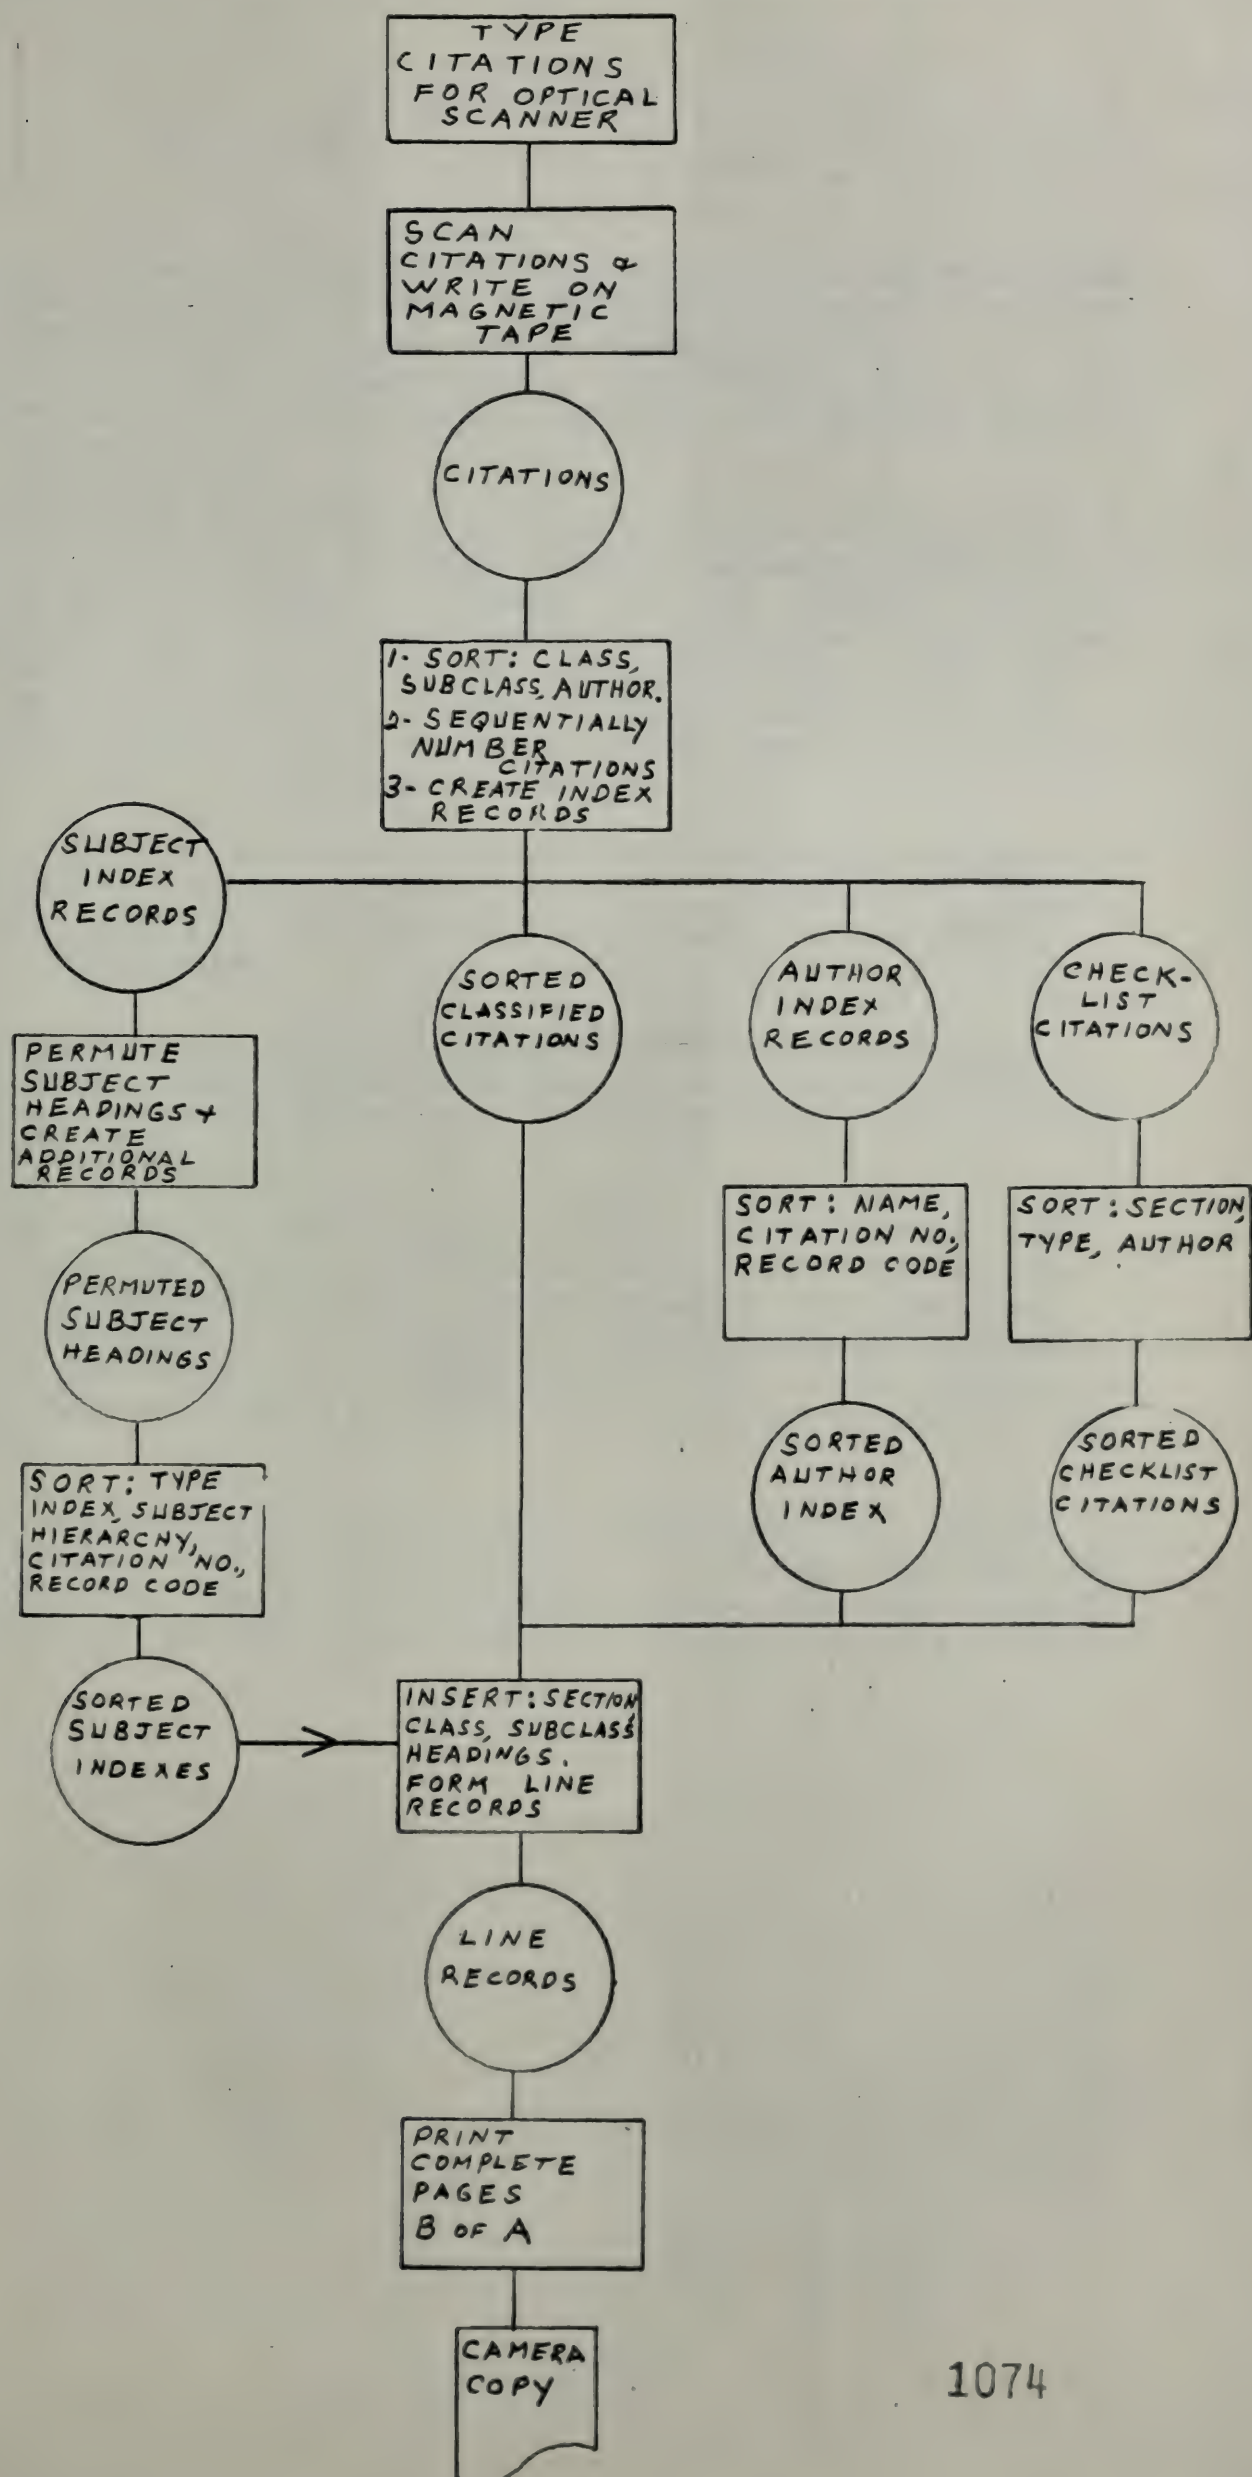 TYPE
CITATIONS
FOR OPTICAL
SCANNER
SCAN
CITATIONS &
WRITE ON
MAGNETIC
TAPE
CITATIONS
1- SORT: CLASS,
SUBCLASS, AUTHOR.
2- SEQUENTIALLY
NUMBER
CITATIONS
3- CREATE INDEX
RECORDS
SUBJECT
INDEX
RECORDS
SORTED
CLASSIFIED
CITATIONS
AUTHOR
INDEX
RECORDS
CHECK-
LIST
CITATIONS
PERMUTE
SUBJECT
HEADINGS +
CREATE
ADDITIONAL
RECORDS
SORT: NAME,
CITATION NO.,
RECORD CODE
SORT: SECTION,
TYPE, AUTHOR
PERMUTED
SUBJECT
HEADINGS
SORTED
AUTHOR
INDEX
SORTED
CHECKLIST
CITATIONS
SORT: TYPE
INDEX, SUBJECT
HIERARCHY,
CITATION NO.,
RECORD CODE
SORTED
SUBJECT
INDEXES
INSERT: SECTION,
CLASS, SUBCLASS
HEADINGS.
FORM LINE
RECORDS
LINE
RECORDS
PRINT
COMPLETE
PAGES
B OF A
CAMERA
COPY
1074